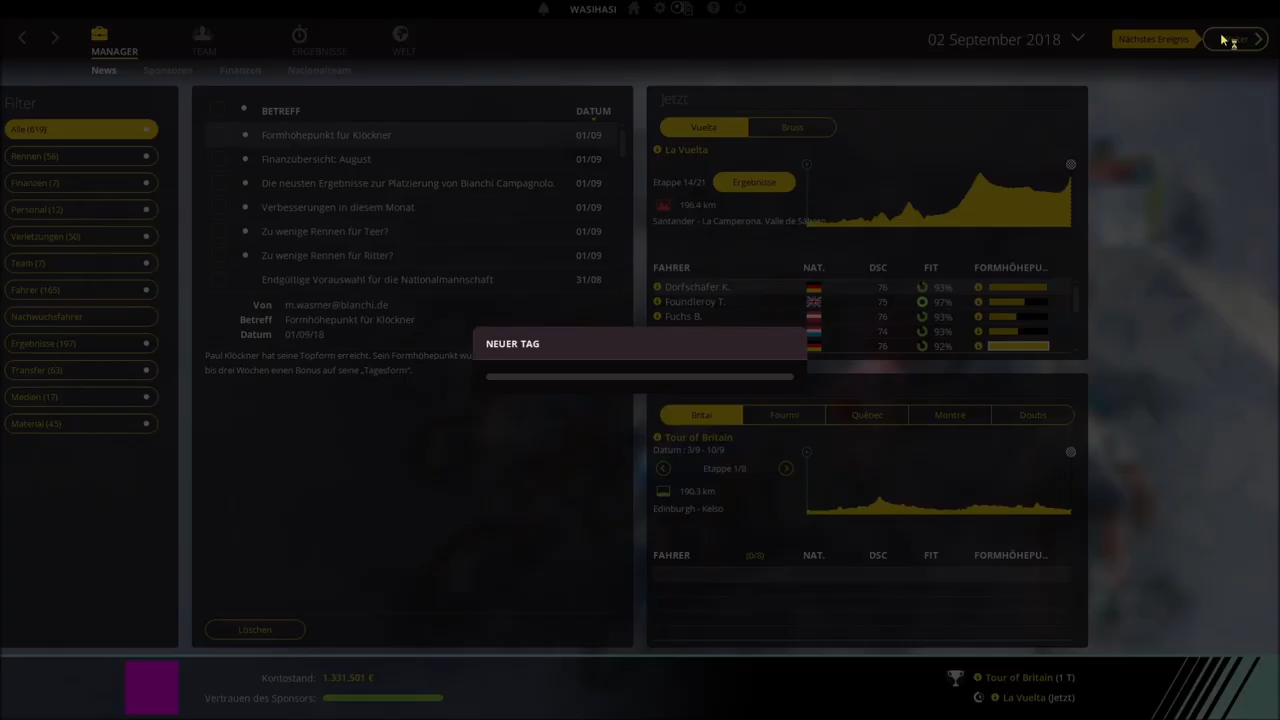 WASIHASI
MANAGER
TEAM
ERGEBNISSE
WELT
02 September 2018
Nächstes Ereignis
News
Sponsoren
Finanzen
Nationalteam
Filter
Alle (619)
Rennen (56)
Finanzen (7)
Personal (12)
Verletzungen (50)
Team (7)
Fahrer (165)
Nachwuchsfahrer
Ergebnisse (197)
Transfer (63)
Medien (17)
Material (45)
BETREFF DATUM
Formhöhepunkt für Klöckner 01/09
Finanzübersicht: August 01/09
Die neusten Ergebnisse zur Platzierung von Bianchi Campagnolo. 01/09
Verbesserungen in diesem Monat 01/09
Zu wenige Rennen für Teer? 01/09
Zu wenige Rennen für Ritter? 01/09
Endgültige Vorauswahl für die Nationalmannschaft 31/08
Von m.wasmer@bianchi.de
Betreff Formhöhepunkt für Klöckner
Datum 01/09/18
Paul Klöckner hat seine Topform erreicht. Sein Formhöhepunkt
bis drei Wochen einen Bonus auf seine „Tagesform“.
Löschen
NEUER TAG
Jetzt
Vuelta Bruss
La Vuelta
Etappe 14/21 Ergebnisse
196.4 km
Santander - La Camperona. Valle de
FAHRER NAT. DSC FIT FORMHÖHEPU..
Dorfschäfer K. 76 93%
Foundleroy T. 75 97%
Fuchs B. 76 93%
74 93%
76 92%
Britai Fourmi Québec Montré Doubs
Tour of Britain
Datum : 3/9 - 10/9
Etappe 1/8
190.3 km
Edinburgh - Kelso
FAHRER (0/8) NAT. DSC FIT FORMHÖHEPU..
Kontostand: 1.331.501 €
Vertrauen des Sponsors:
Tour of Britain (1 T)
La Vuelta (Jetzt)